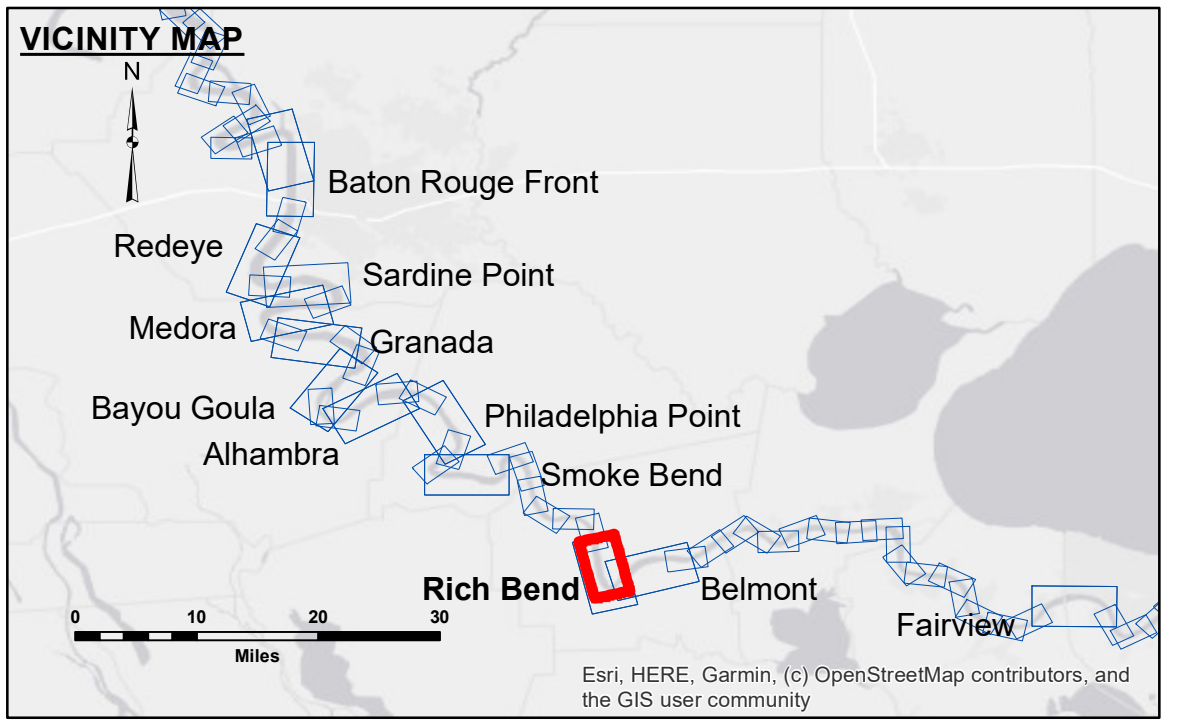 VICINITY MAP
N
Baton Rouge Front
Redeye
Sardine Point
Medora
Granada
Bayou Goula
Philadelphia Point
Alhambra
Smoke Bend
Rich Bend
Belmont
Fairview
0 10 20 30
Miles
Esri, HERE, Garmin, (c) OpenStreetMap contributors, and
the GIS user community